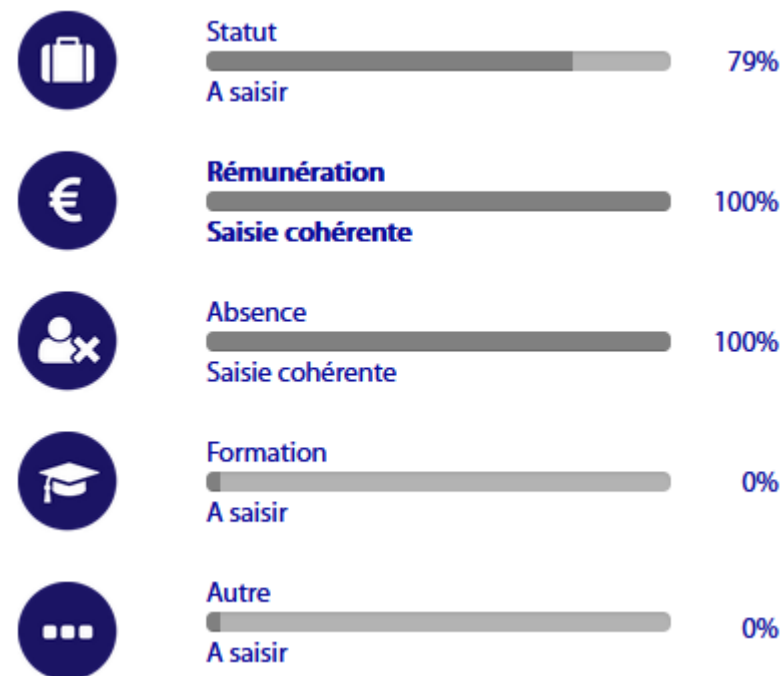 Statut
79%
A saisir
€
Rémunération
100%
Saisie cohérente
Absence
100%
Saisie cohérente
Formation
0%
A saisir
Autre
0%
A saisir